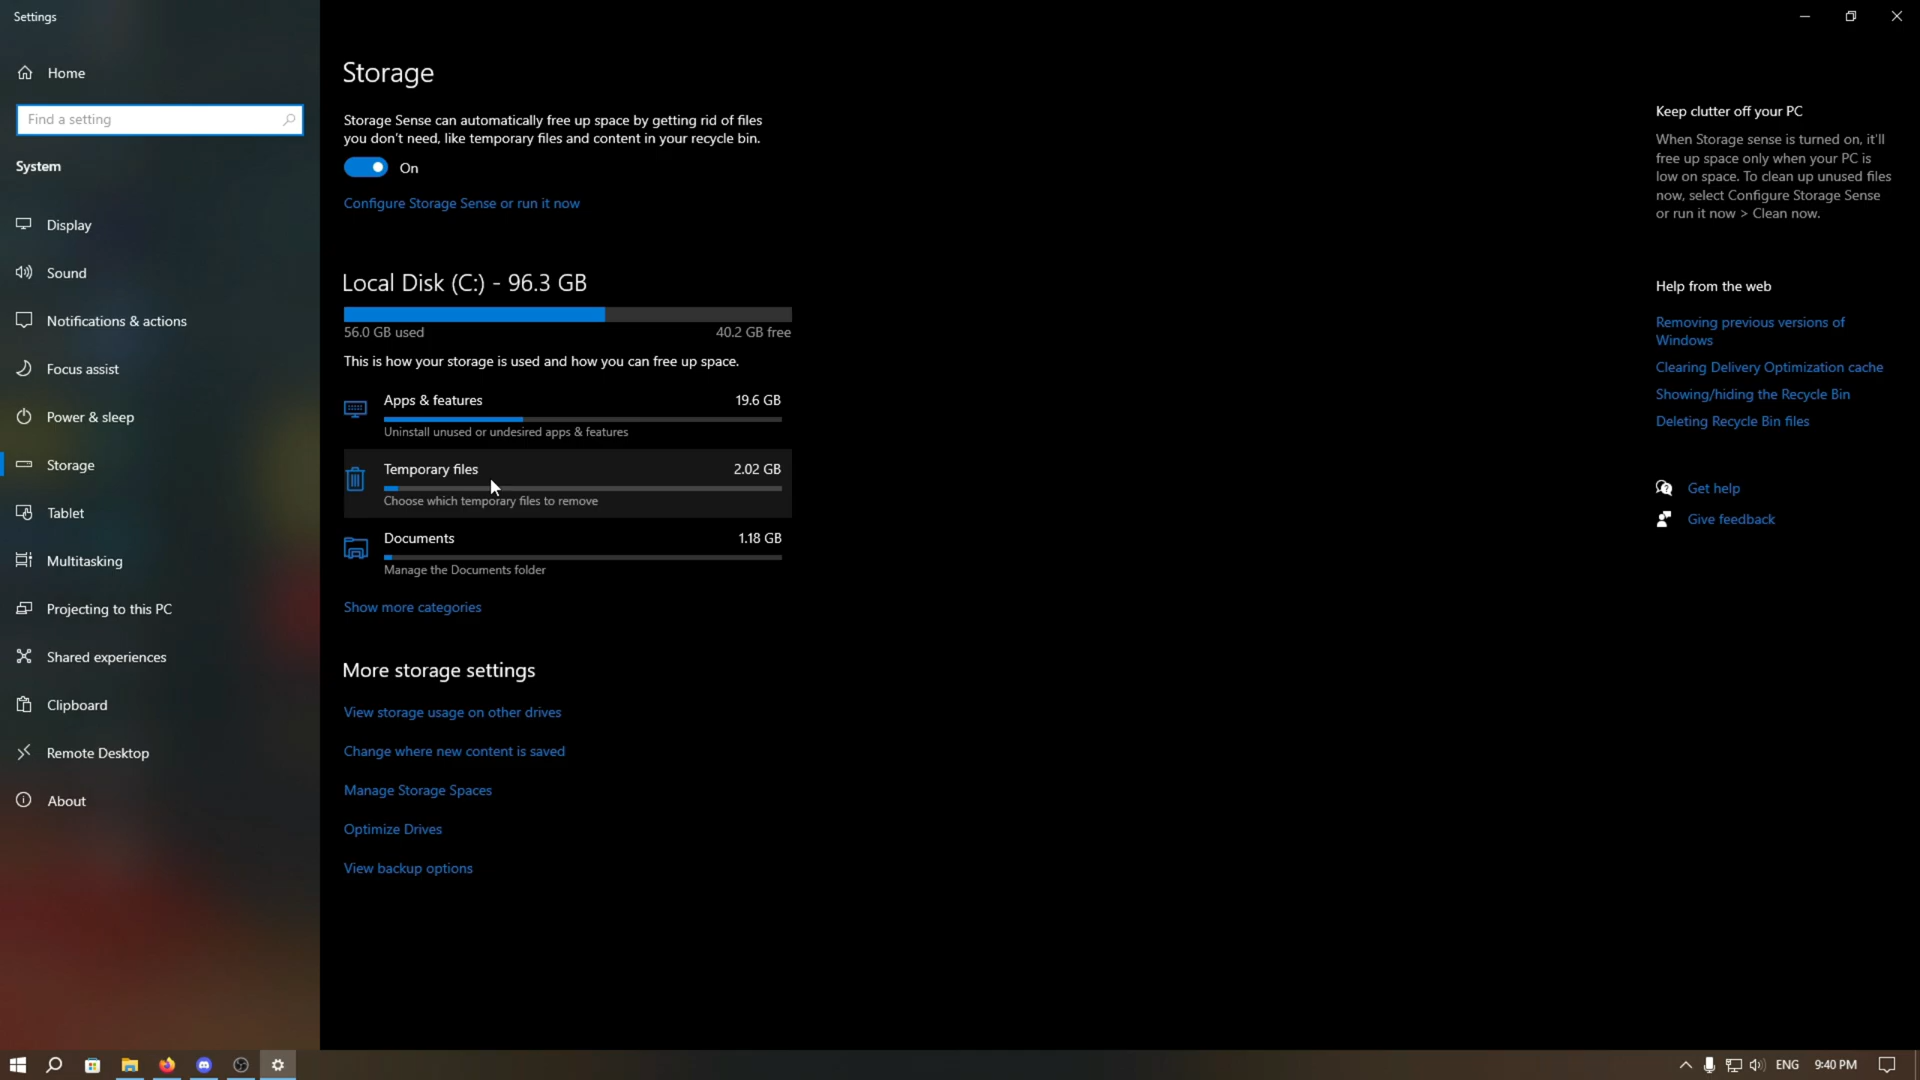 Settings
Home
Find a setting
System
Display
Sound
Notifications & actions
Focus assist
Power & sleep
Storage
Tablet
Multitasking
Projecting to this PC
Shared experiences
Clipboard
Remote Desktop
About
Storage
Storage Sense can automatically free up space by getting rid of files
you don't need, like temporary files and content in your recycle bin.
On
Configure Storage Sense or run it now
Local Disk (C:) - 96.3 GB
56.0 GB used 40.2 GB free
This is how your storage is used and how you can free up space.
Apps & features 19.6 GB
Uninstall unused or undesired apps & features
Temporary files 2.02 GB
Choose which temporary files to remove
Documents 1.18 GB
Manage the Documents folder
Show more categories
More storage settings
View storage usage on other drives
Change where new content is saved
Manage Storage Spaces
Optimize Drives
View backup options
Keep clutter off your PC
When Storage sense is turned on, it'll
free up space only when your PC is
low on space. To clean up unused files
now, select Configure Storage Sense
or run it now > Clean now.
Help from the web
Removing previous versions of
Windows
Clearing Delivery Optimization cache
Showing/hiding the Recycle Bin
Deleting Recycle Bin files
Get help
Give feedback
ENG 9:40 PM